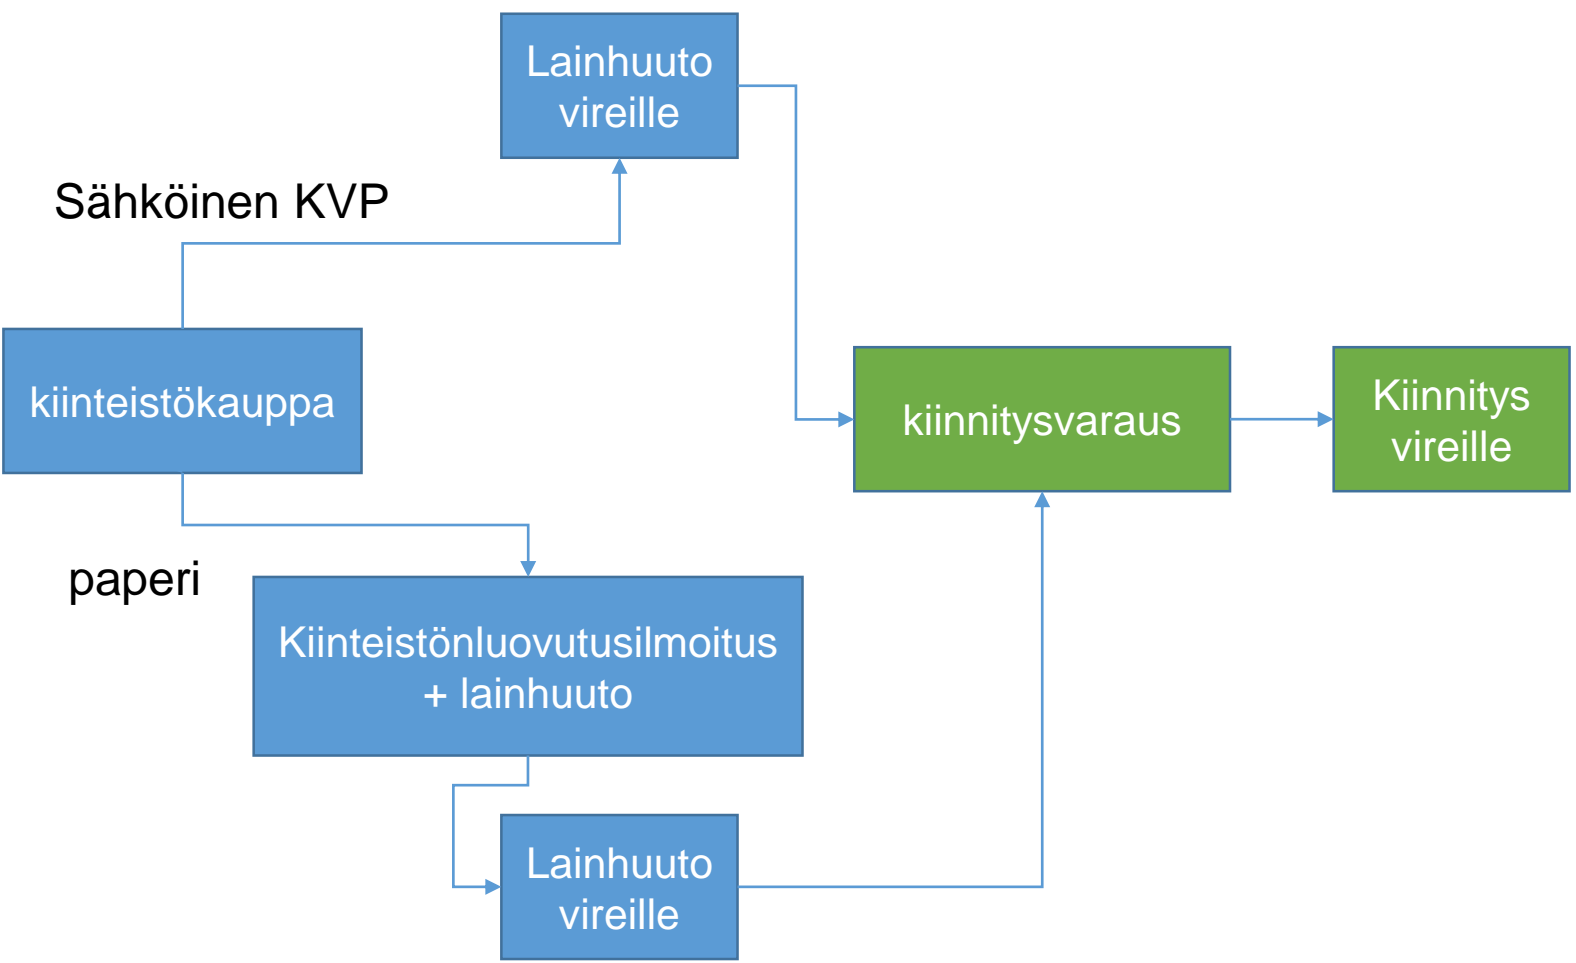 Lainhuuto
vireille
Sähköinen KVP
kiinteistökauppa
kiinnitysvaraus
Kiinnitys
vireille
paperi
Kiinteistönluovutusilmoitus
+ lainhuuto
Lainhuuto
vireille